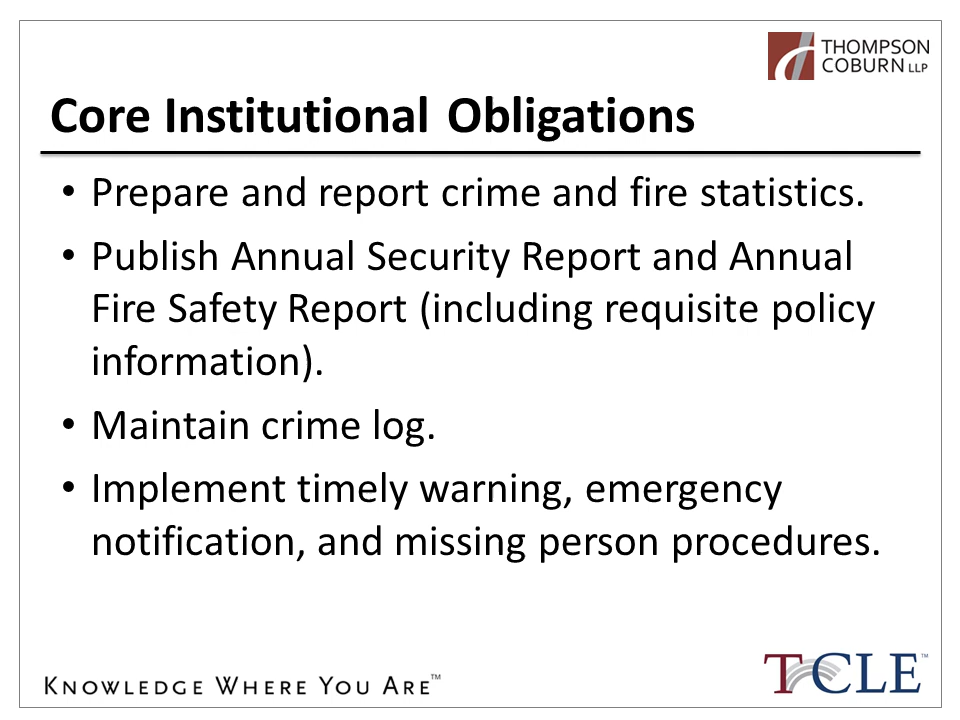 THOMPSON
COBURN LLP
Core Institutional Obligations
• Prepare and report crime and fire statistics.
• Publish Annual Security Report and Annual
Fire Safety Report (including requisite policy
information).
• Maintain crime log.
• Implement timely warning, emergency
notification, and missing person procedures.
KNOWLEDGE WHERE YOU ARE™
TCLE™